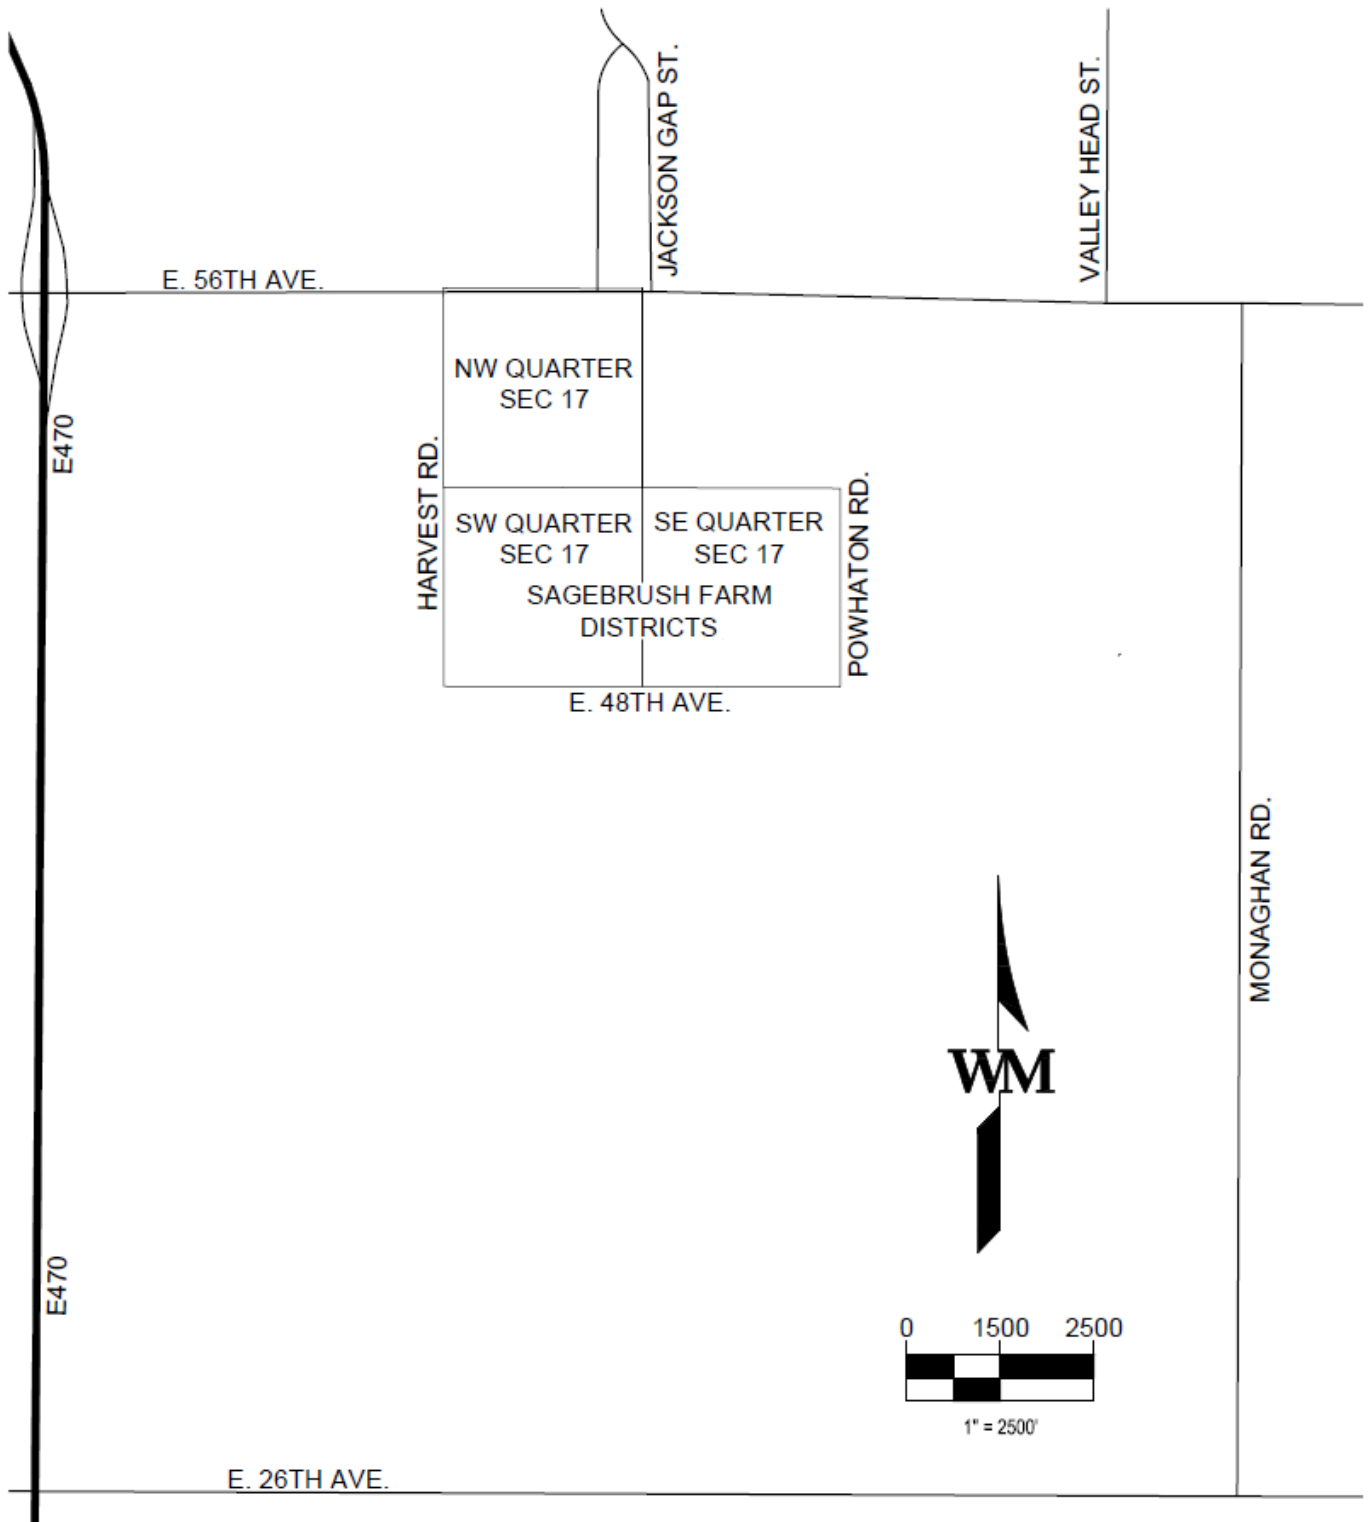 JACKSON GAP ST.
VALLEY HEAD ST.
E. 56TH AVE.
NW QUARTER
SEC 17
E470
HARVEST RD.
SW QUARTER
SEC 17
SE QUARTER
SEC 17
POWHATON RD.
SAGEBRUSH FARM
DISTRICTS
E. 48TH AVE.
MONAGHAN RD.
WM
E470
0 1500 2500
1" = 2500'
E. 26TH AVE.